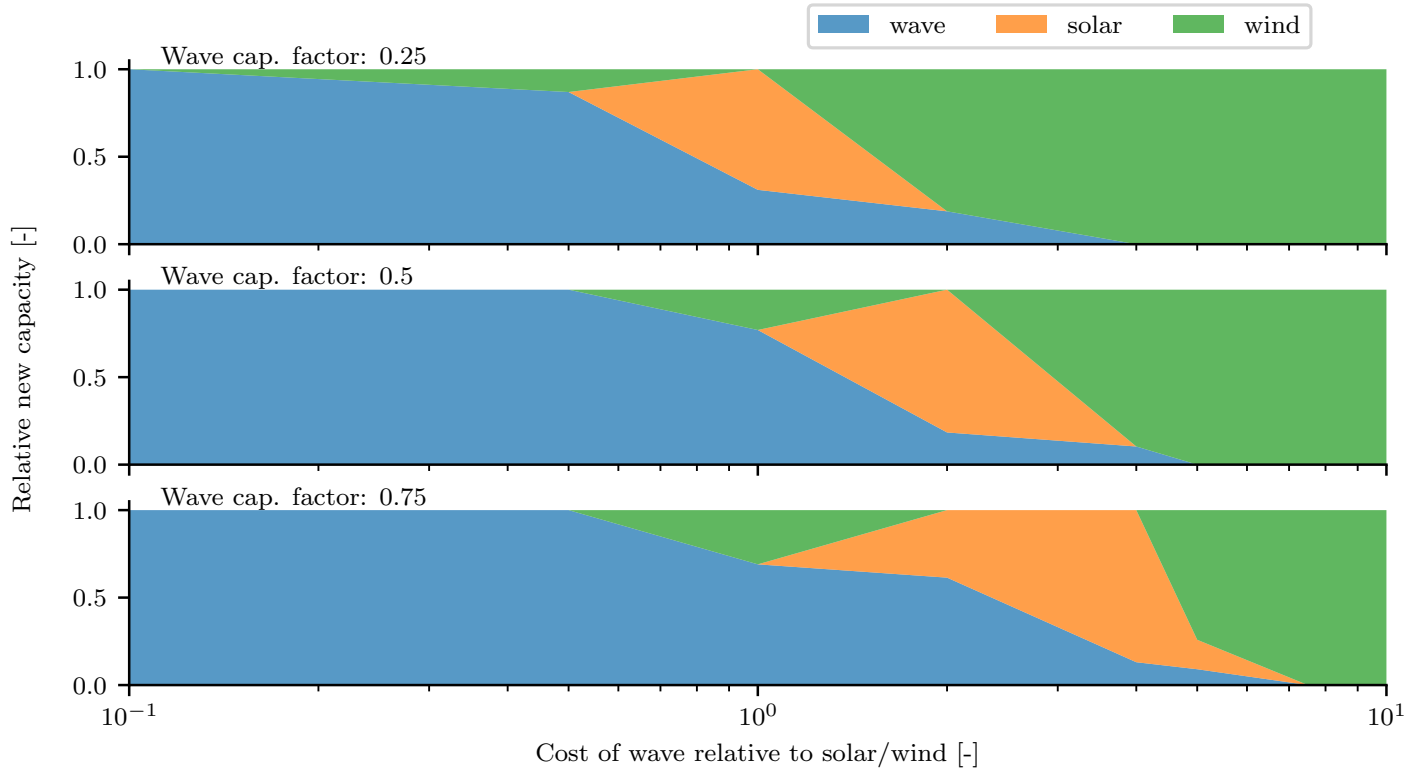 wave solar wind
Wave cap. factor: 0.25
1.0
0.5
0.0
Wave cap. factor: 0.5
1.0
0.5
0.0
Wave cap. factor: 0.75
1.0
0.5
0.0
10⁻¹ 10⁰ 10¹
Relative new capacity [-]
Cost of wave relative to solar/wind [-]